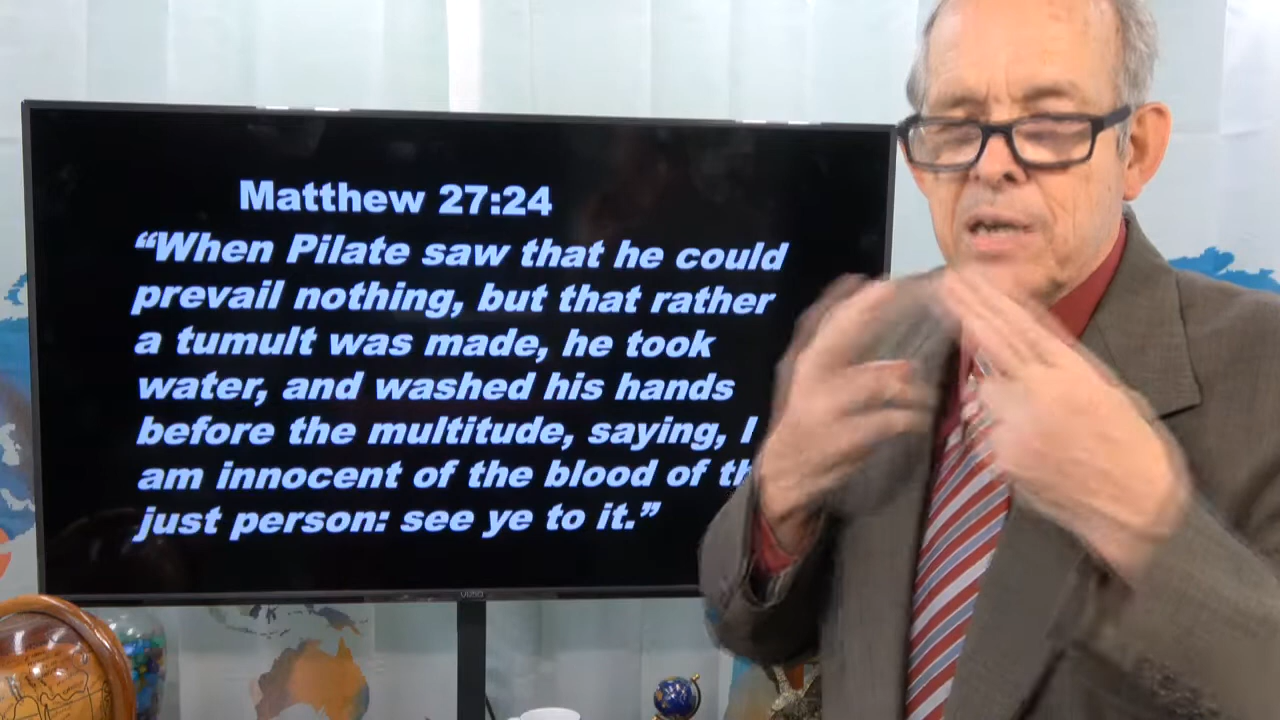 Matthew 27:24
“When Pilate saw that he could
prevail nothing, but that rather
a tumult was made, he took
water, and washed his hands
before the multitude, saying, I
am innocent of the blood of
just person: see ye to it.”
VIZIO